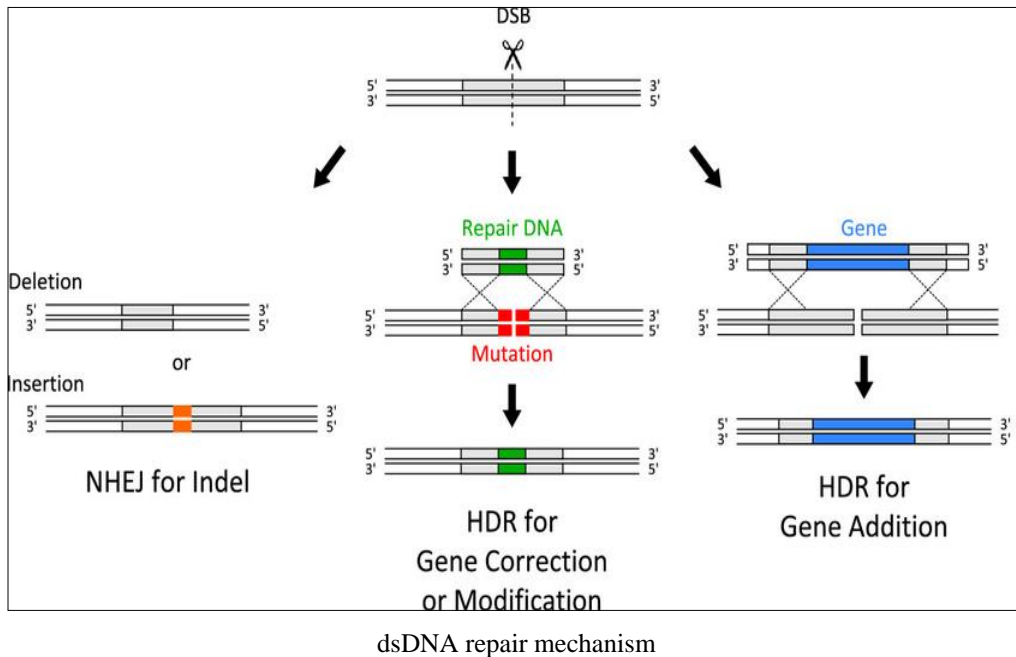 DSB
5' 3'
3' 5'
Deletion
5' 3'
3' 5'
or
Insertion
5' 3'
3' 5'
NHEJ for Indel
Repair DNA
5' 3'
3' 5'
5' 3'
3' 5'
Mutation
5' 3'
3' 5'
HDR for
Gene Correction
or Modification
Gene
5' 3'
3' 5'
5' 3'
3' 5'
5' 3'
3' 5'
HDR for
Gene Addition
dsDNA repair mechanism